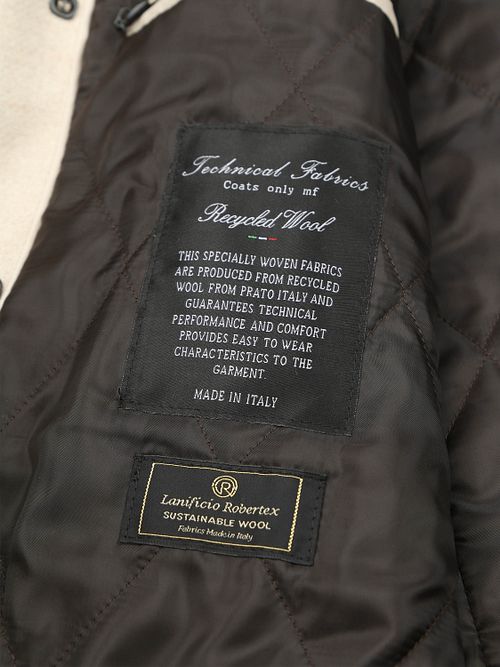 Technical Fabrics
Coats only mf
Recycled Wool
THIS SPECIALLY WOVEN FABRICS
ARE PRODUCED FROM RECYCLED
WOOL FROM PRATO ITALY AND
GUARANTEES TECHNICAL
PERFORMANCE AND COMFORT
PROVIDES EASY TO WEAR
CHARACTERISTICS TO THE
GARMENT.
MADE IN ITALY
R
Lanificio Robertex
SUSTAINABLE WOOL
Fabrics Made in Italy